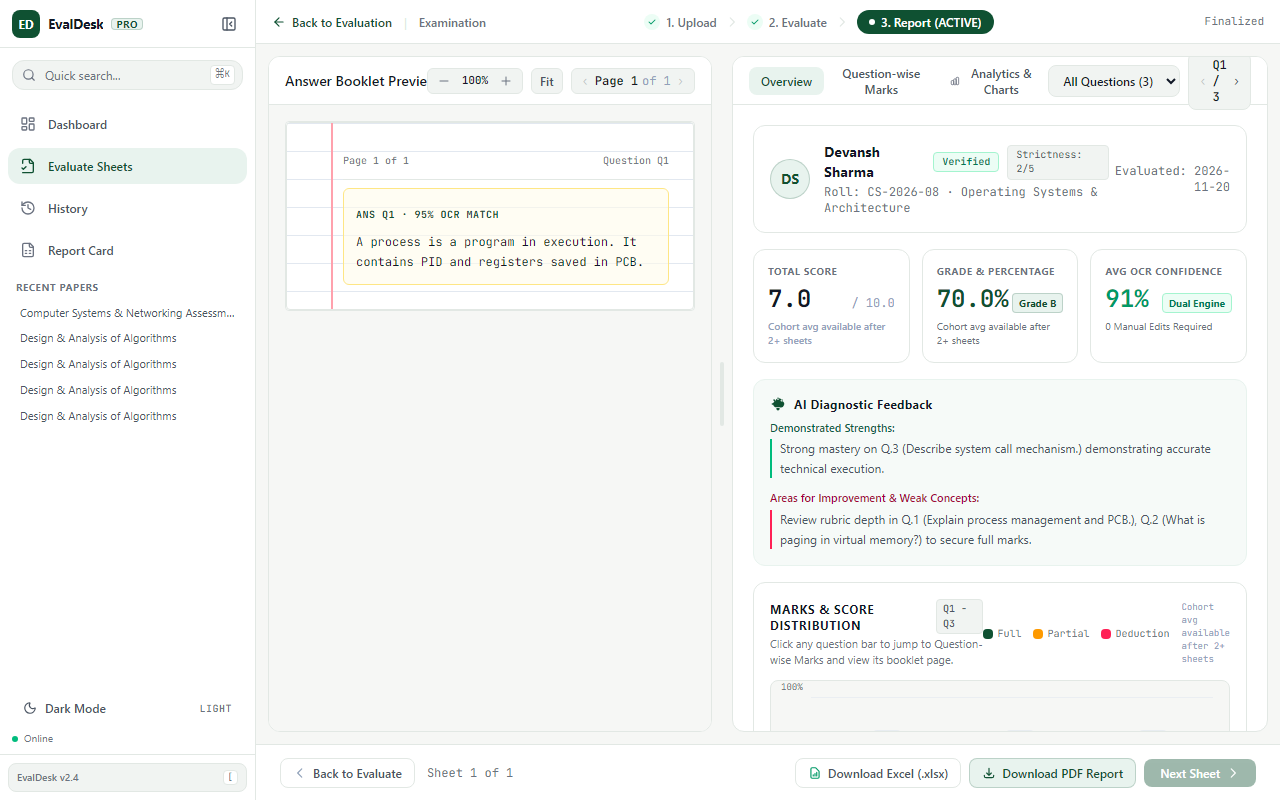 ED EvalDesk PRO
Quick search... ⌘K
Dashboard
Evaluate Sheets
History
Report Card
RECENT PAPERS
Computer Systems & Networking Assessm...
Design & Analysis of Algorithms
Design & Analysis of Algorithms
Design & Analysis of Algorithms
Design & Analysis of Algorithms
Dark Mode LIGHT
Online
EvalDesk v2.4 [
← Back to Evaluation Examination
1. Upload
2. Evaluate
3. Report (ACTIVE)
Finalized
Answer Booklet Preview
− 100% +
Fit
‹ Page 1 of 1 ›
Page 1 of 1 Question Q1
ANS Q1 · 95% OCR MATCH
A process is a program in execution. It
contains PID and registers saved in PCB.
Overview
Question-wise
Marks
Analytics &
Charts
All Questions (3)
Q1
‹ / ›
3
DS
Devansh
Sharma
Verified
Strictness:
2/5
Roll: CS-2026-08 · Operating Systems &
Architecture
Evaluated: 2026-
11-20
TOTAL SCORE
7.0 / 10.0
Cohort avg available after
2+ sheets
GRADE & PERCENTAGE
70.0% Grade B
Cohort avg available after
2+ sheets
AVG OCR CONFIDENCE
91% Dual Engine
0 Manual Edits Required
AI Diagnostic Feedback
Demonstrated Strengths:
Strong mastery on Q.3 (Describe system call mechanism.) demonstrating accurate
technical execution.
Areas for Improvement & Weak Concepts:
Review rubric depth in Q.1 (Explain process management and PCB.), Q.2 (What is
paging in virtual memory?) to secure full marks.
MARKS & SCORE
DISTRIBUTION
Q1 –
Q3
Click any question bar to jump to Question-
wise Marks and view its booklet page.
Full Partial Deduction
Cohort
avg
available
after 2+
sheets
100%
Back to Evaluate
Sheet 1 of 1
Download Excel (.xlsx)
Download PDF Report
Next Sheet